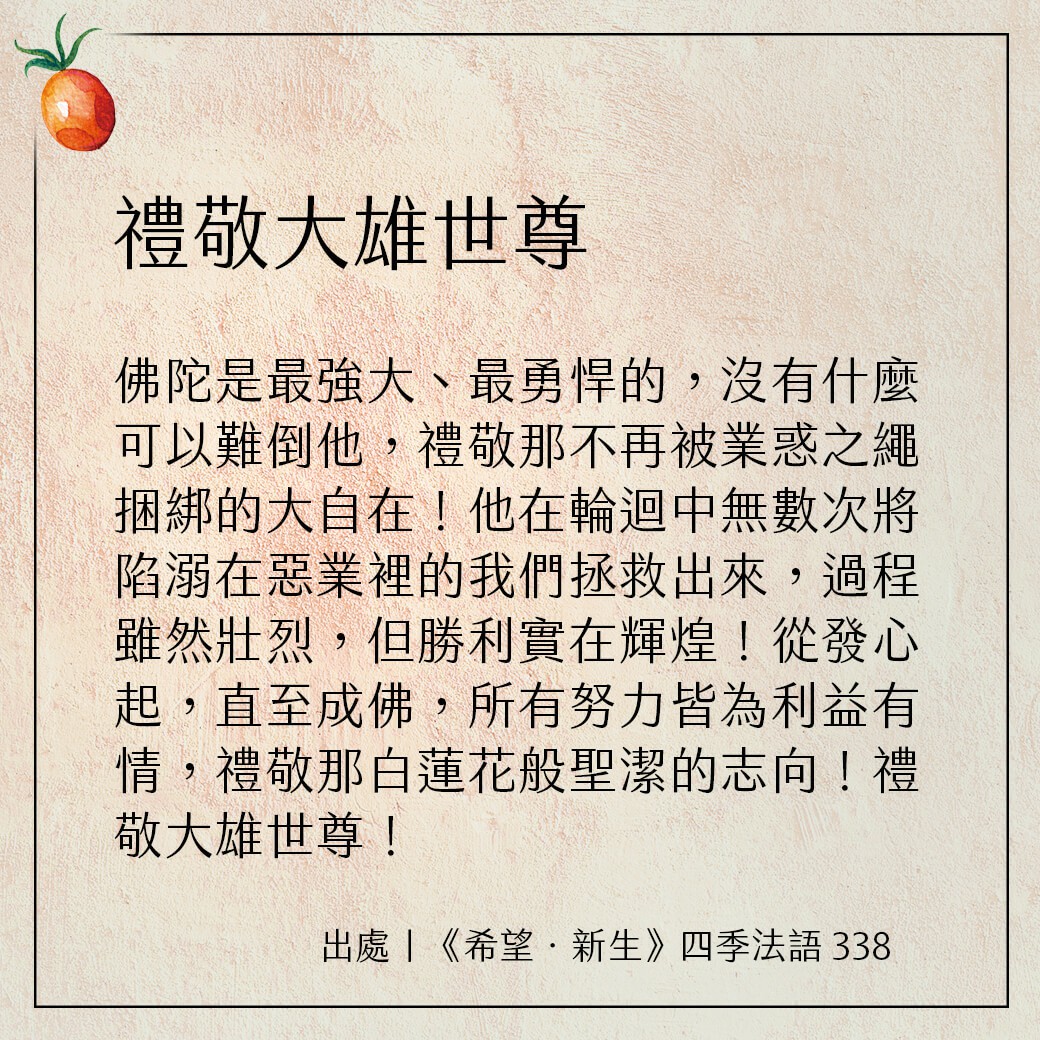 禮敬大雄世尊
佛陀是最強大、最勇悍的，沒有什麼
可以難倒他，禮敬那不再被業惑之繩
捆綁的大自在！他在輪迴中無數次將
陷溺在惡業裡的我們拯救出來，過程
雖然壯烈，但勝利實在輝煌！從發心
起，直至成佛，所有努力皆為利益有
情，禮敬那白蓮花般聖潔的志向！禮
敬大雄世尊！
出處｜《希望．新生》四季法語 338